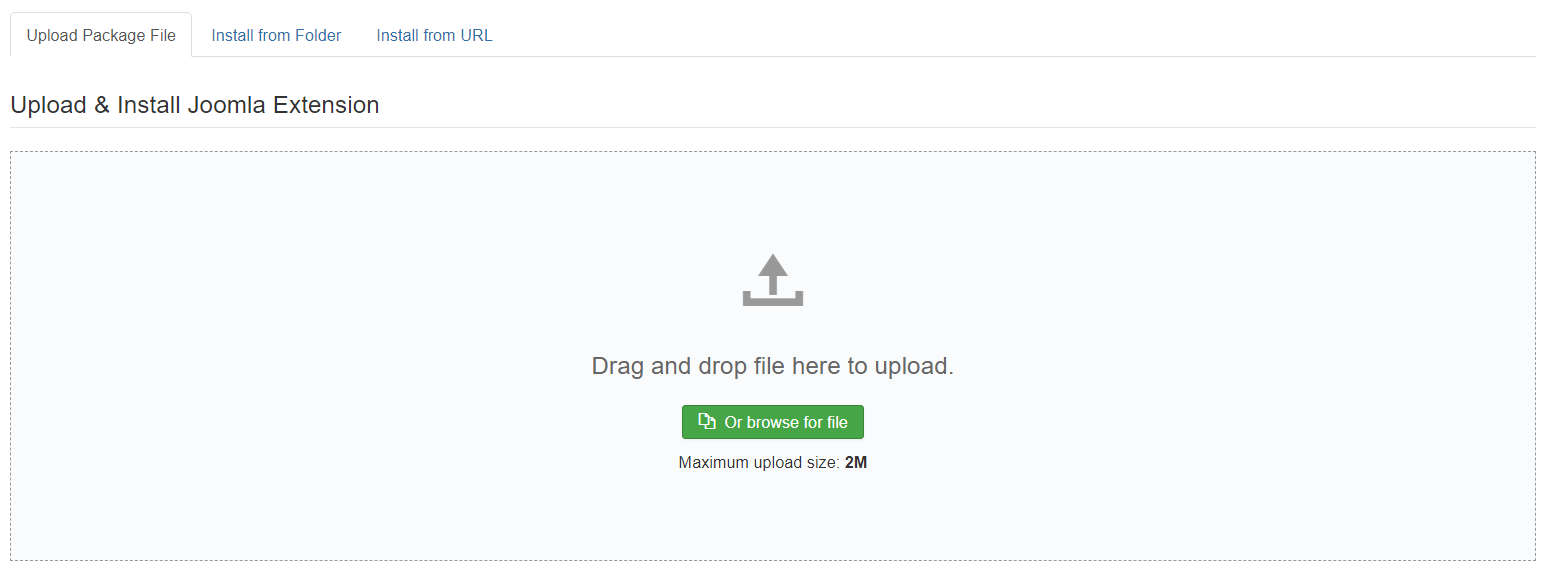 Upload Package File Install from Folder Install from URL
Upload & Install Joomla Extension
Drag and drop file here to upload.
Or browse for file
Maximum upload size: 2M